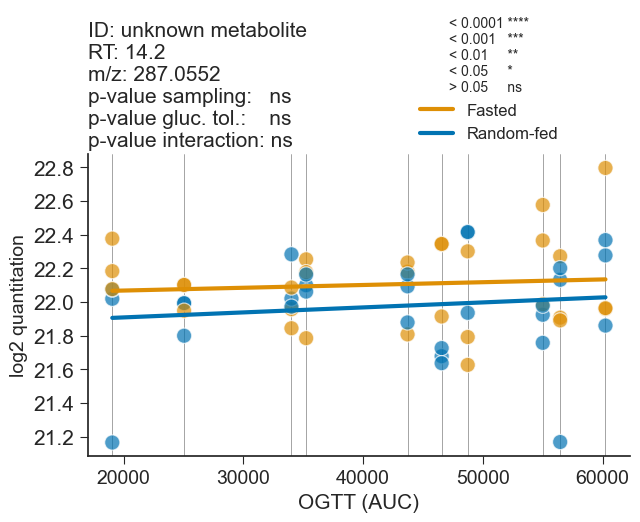 ID: unknown metabolite
RT: 14.2
m/z: 287.0552
p-value sampling: ns
p-value gluc. tol.: ns
p-value interaction: ns
< 0.0001 ****
< 0.001 ***
< 0.01 **
< 0.05 *
> 0.05 ns
Fasted
Random-fed
22.8
22.6
22.4
22.2
22.0
21.8
21.6
21.4
21.2
log2 quantitation
20000 30000 40000 50000 60000
OGTT (AUC)